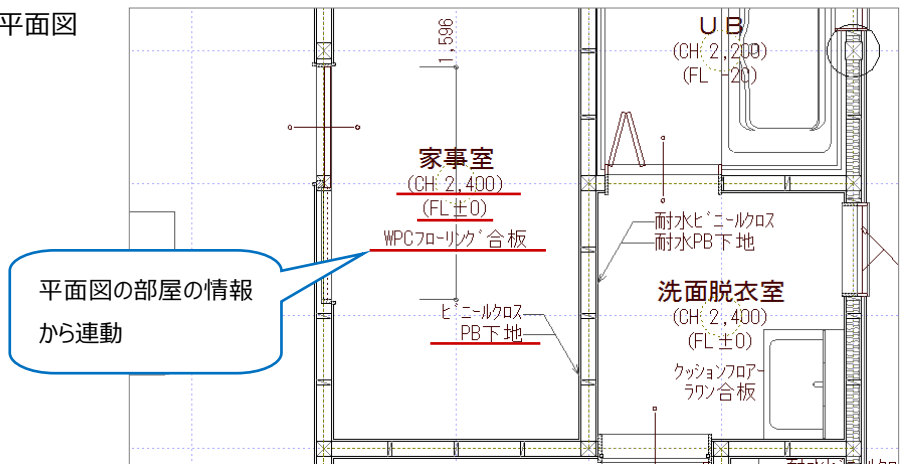 平面図
1,596
UB
(CH 2,200)
(FL -20)
家事室
(CH 2,400)
(FL±0)
WPCフローリング合板
耐水ビニールクロス
耐水PB下地
平面図の部屋の情報
から連動
洗面脱衣室
(CH 2,400)
(FL±0)
ビニールクロス
PB下地
クッションフロアー
ラワン合板